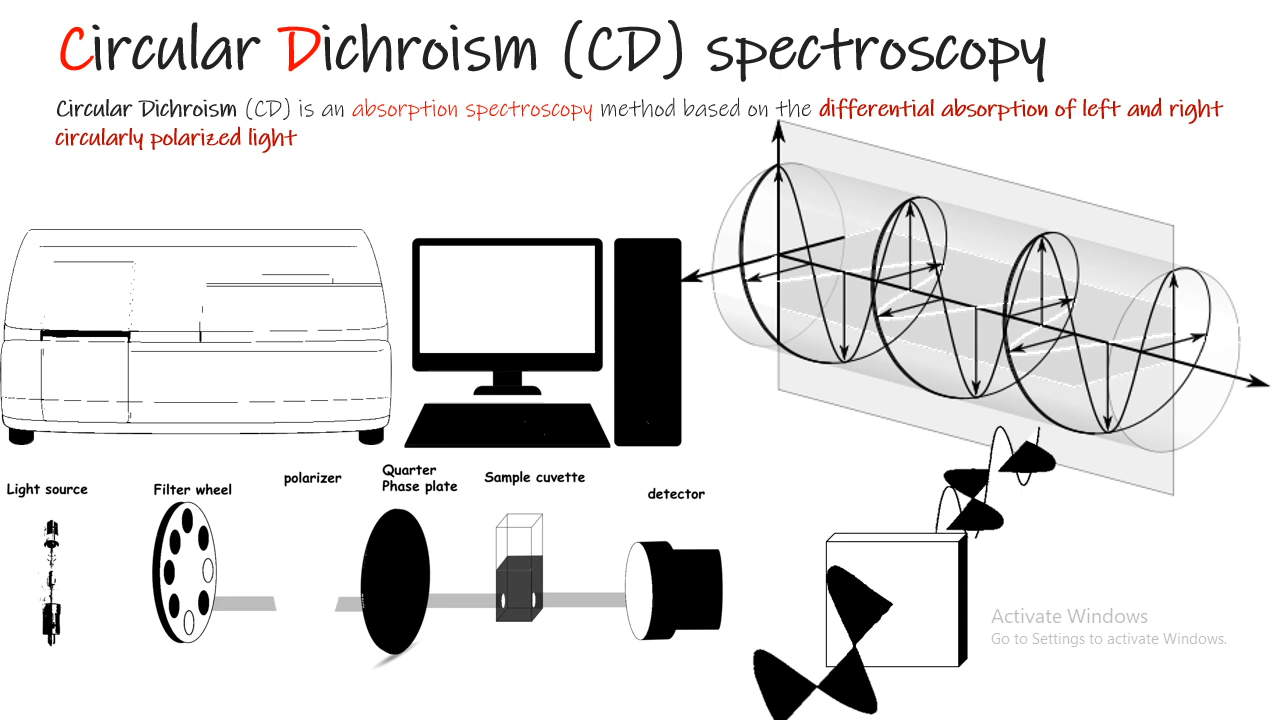 Circular Dichroism (CD) spectroscopy
Circular Dichroism (CD) is an absorption spectroscopy method based on the differential absorption of left and right
circularly polarized light
Light source
Filter wheel
polarizer
Quarter
Phase plate
Sample cuvette
detector
Activate Windows
Go to Settings to activate Windows.